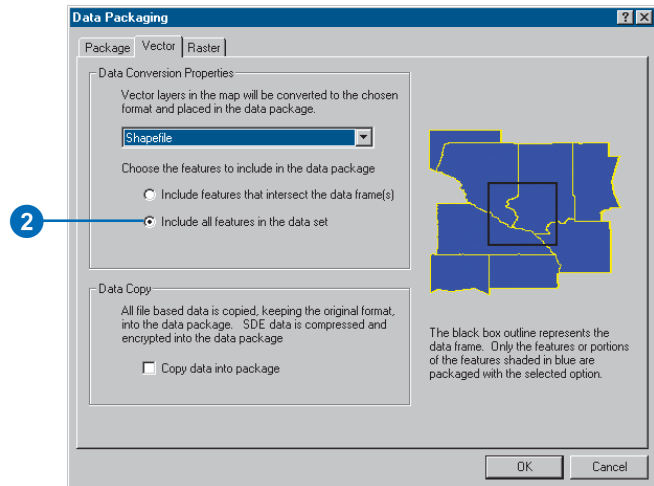 Data Packaging
Package Vector Raster
Data Conversion Properties
Vector layers in the map will be converted to the chosen
format and placed in the data package.
Shapefile
Choose the features to include in the data package
Include features that intersect the data frame(s)
2
Include all features in the data set
Data Copy
All file based data is copied, keeping the original format,
into the data package. SDE data is compressed and
encrypted into the data package
Copy data into package
The black box outline represents the
data frame. Only the features or portions
of the features shaded in blue are
packaged with the selected option.
OK Cancel